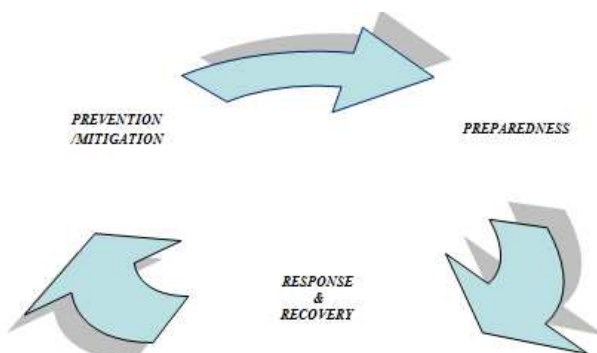 PREVENTION
/MITIGATION
PREPAREDNESS
RESPONSE
&
RECOVERY